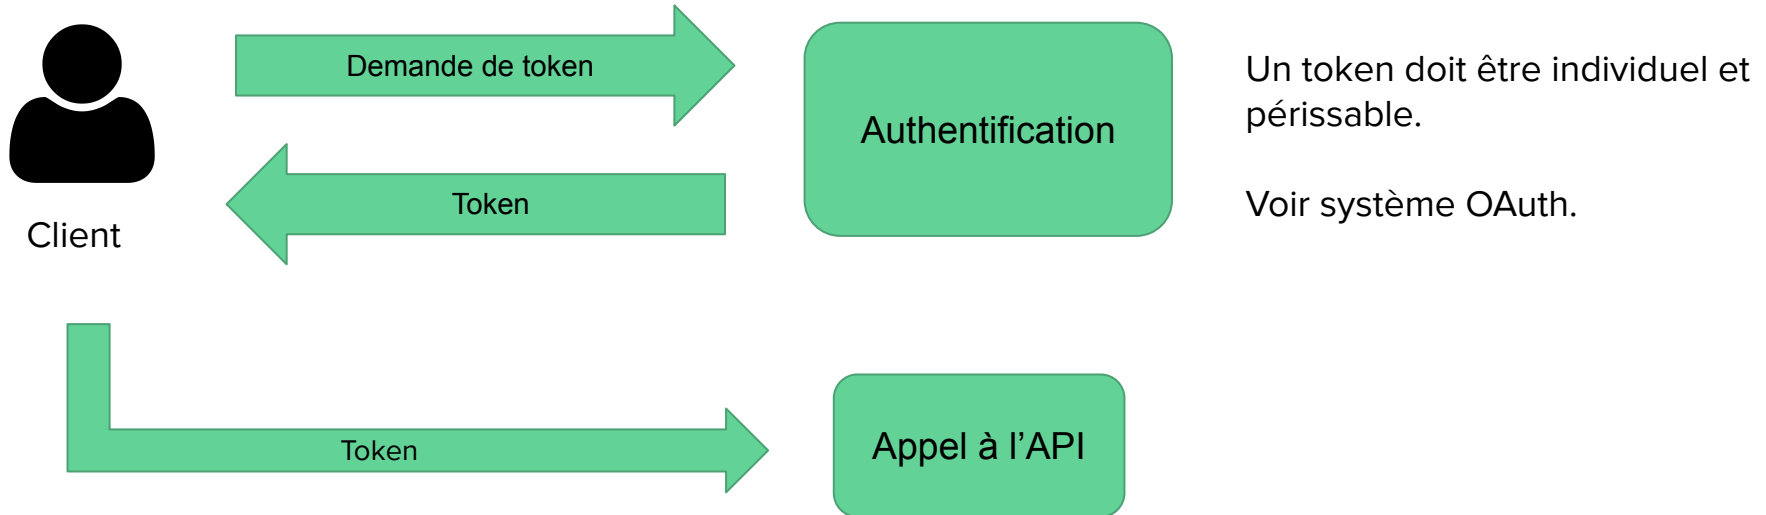 Demande de token
Authentification
Un token doit être individuel et
périssable.
Token
Voir système OAuth.
Client
Token
Appel à l’API